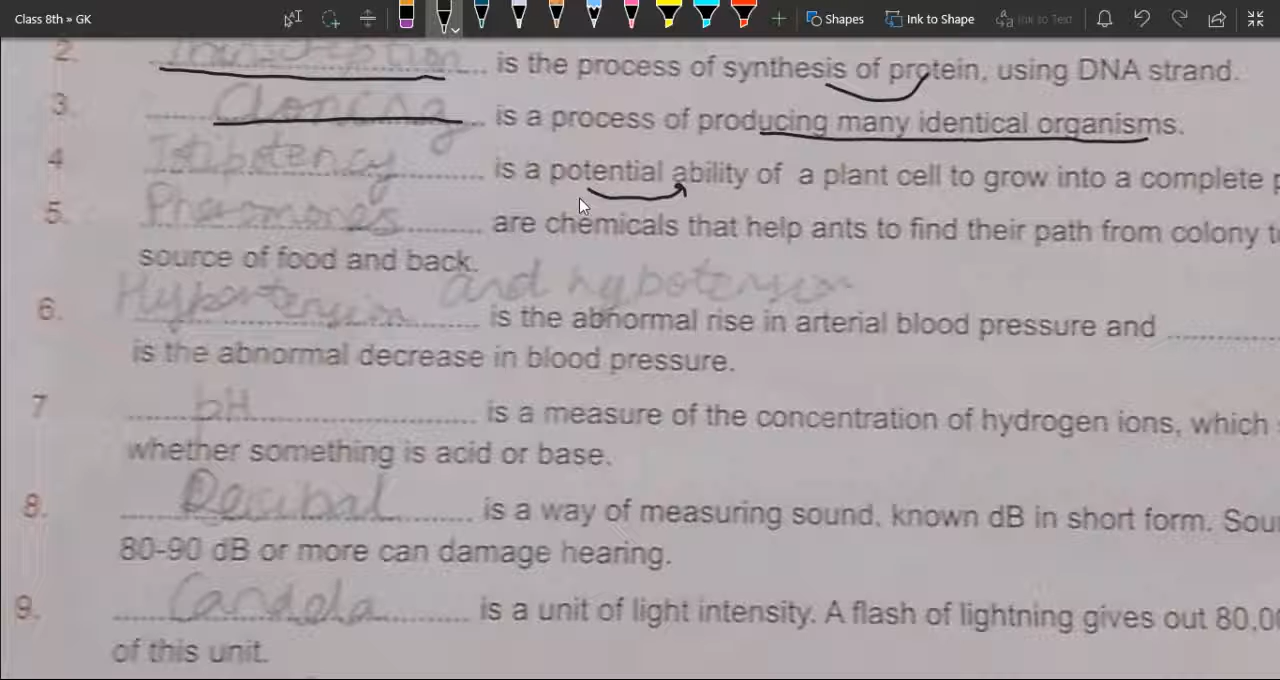 Class 8th » GK
Shapes Ink to Shape Ink to Text
2. Transcription is the process of synthesis of protein, using DNA strand.
3. Cloning is a process of producing many identical organisms.
4 Totipotency is a potential ability of a plant cell to grow into a complete
5. Pheromones are chemicals that help ants to find their path from colony
source of food and back.
and hypotension
6. Hypertension is the abnormal rise in arterial blood pressure and
is the abnormal decrease in blood pressure.
7 pH is a measure of the concentration of hydrogen ions, which
whether something is acid or base.
8. Decibal is a way of measuring sound, known dB in short form.
80-90 dB or more can damage hearing.
9. Candela is a unit of light intensity. A flash of lightning gives out
of this unit.